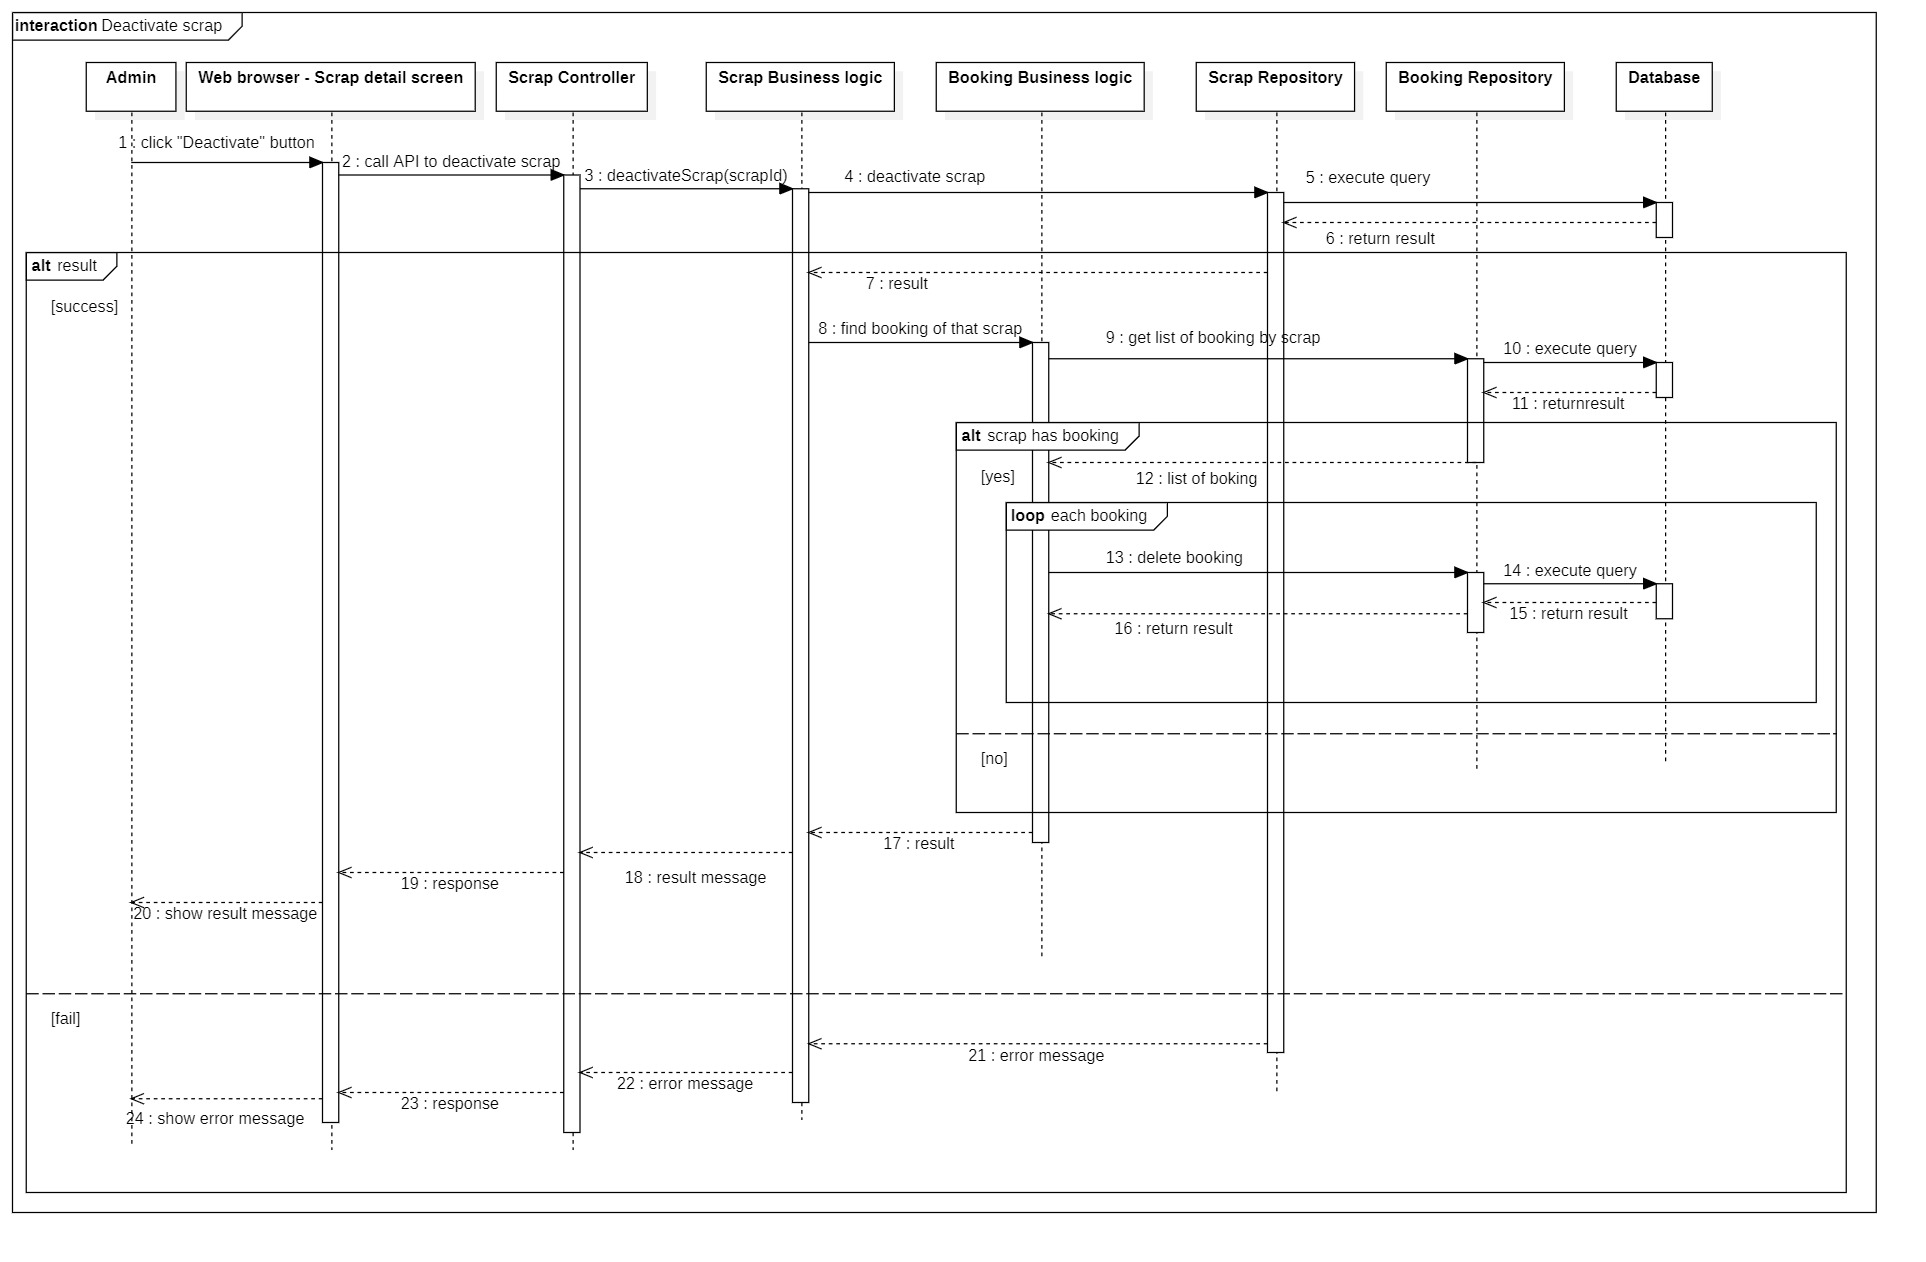 interaction Deactivate scrap
Admin
Web browser - Scrap detail screen
Scrap Controller
Scrap Business logic
Booking Business logic
Scrap Repository
Booking Repository
Database
1 : click "Deactivate" button
2 : call API to deactivate scrap
3 : deactivateScrap(scrapId)
4 : deactivate scrap
5 : execute query
6 : return result
alt result
7 : result
[success]
8 : find booking of that scrap
9 : get list of booking by scrap
10 : execute query
11 : returnresult
alt scrap has booking
[yes]
12 : list of boking
loop each booking
13 : delete booking
14 : execute query
15 : return result
16 : return result
[no]
17 : result
18 : result message
19 : response
20 : show result message
[fail]
21 : error message
22 : error message
23 : response
24 : show error message